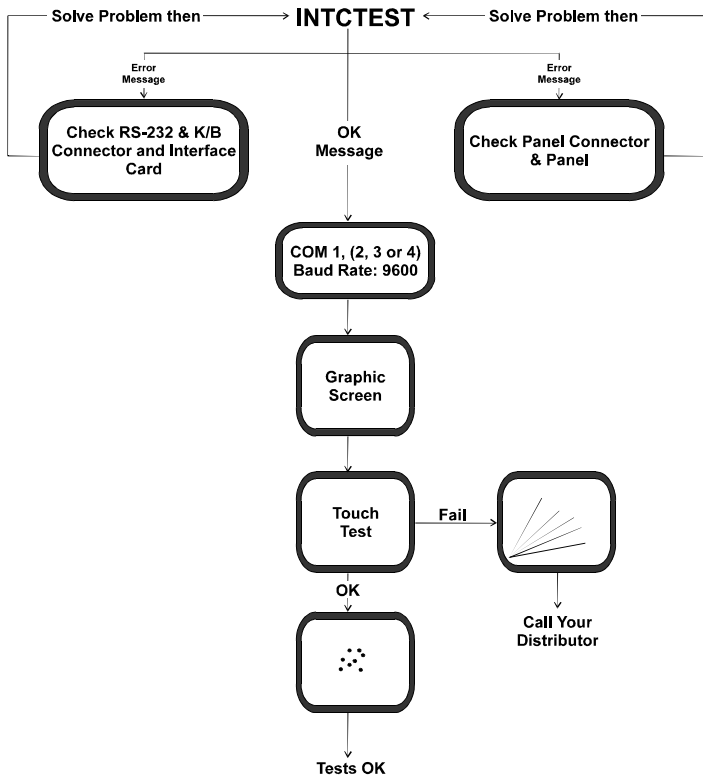 Solve Problem then
INTCTEST
Solve Problem then
Error
Message
Error
Message
Check RS-232 & K/B
Connector and Interface
Card
OK
Message
Check Panel Connector
& Panel
COM 1, (2, 3 or 4)
Baud Rate: 9600
Graphic
Screen
Touch
Test
Fail
OK
Call Your
Distributor
Tests OK